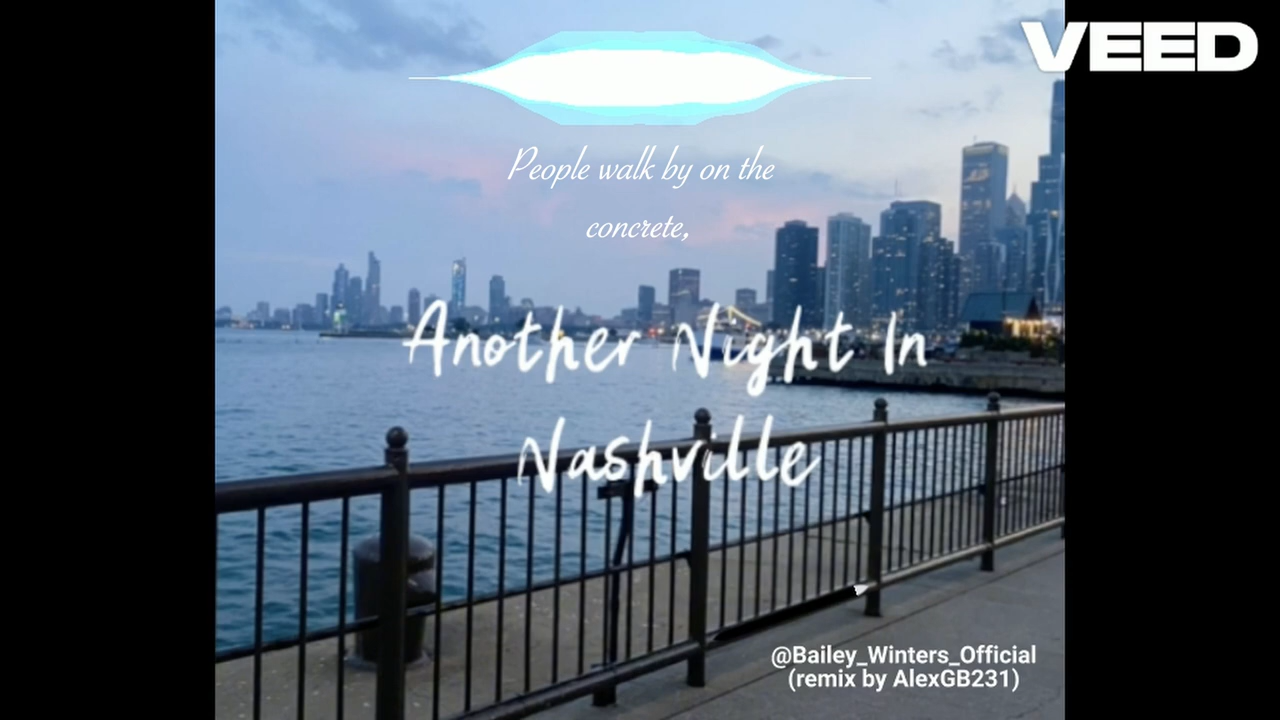 VEED
People walk by on the
concrete,
Another Night In
Nashville
@Bailey_Winters_Official
(remix by AlexGB231)